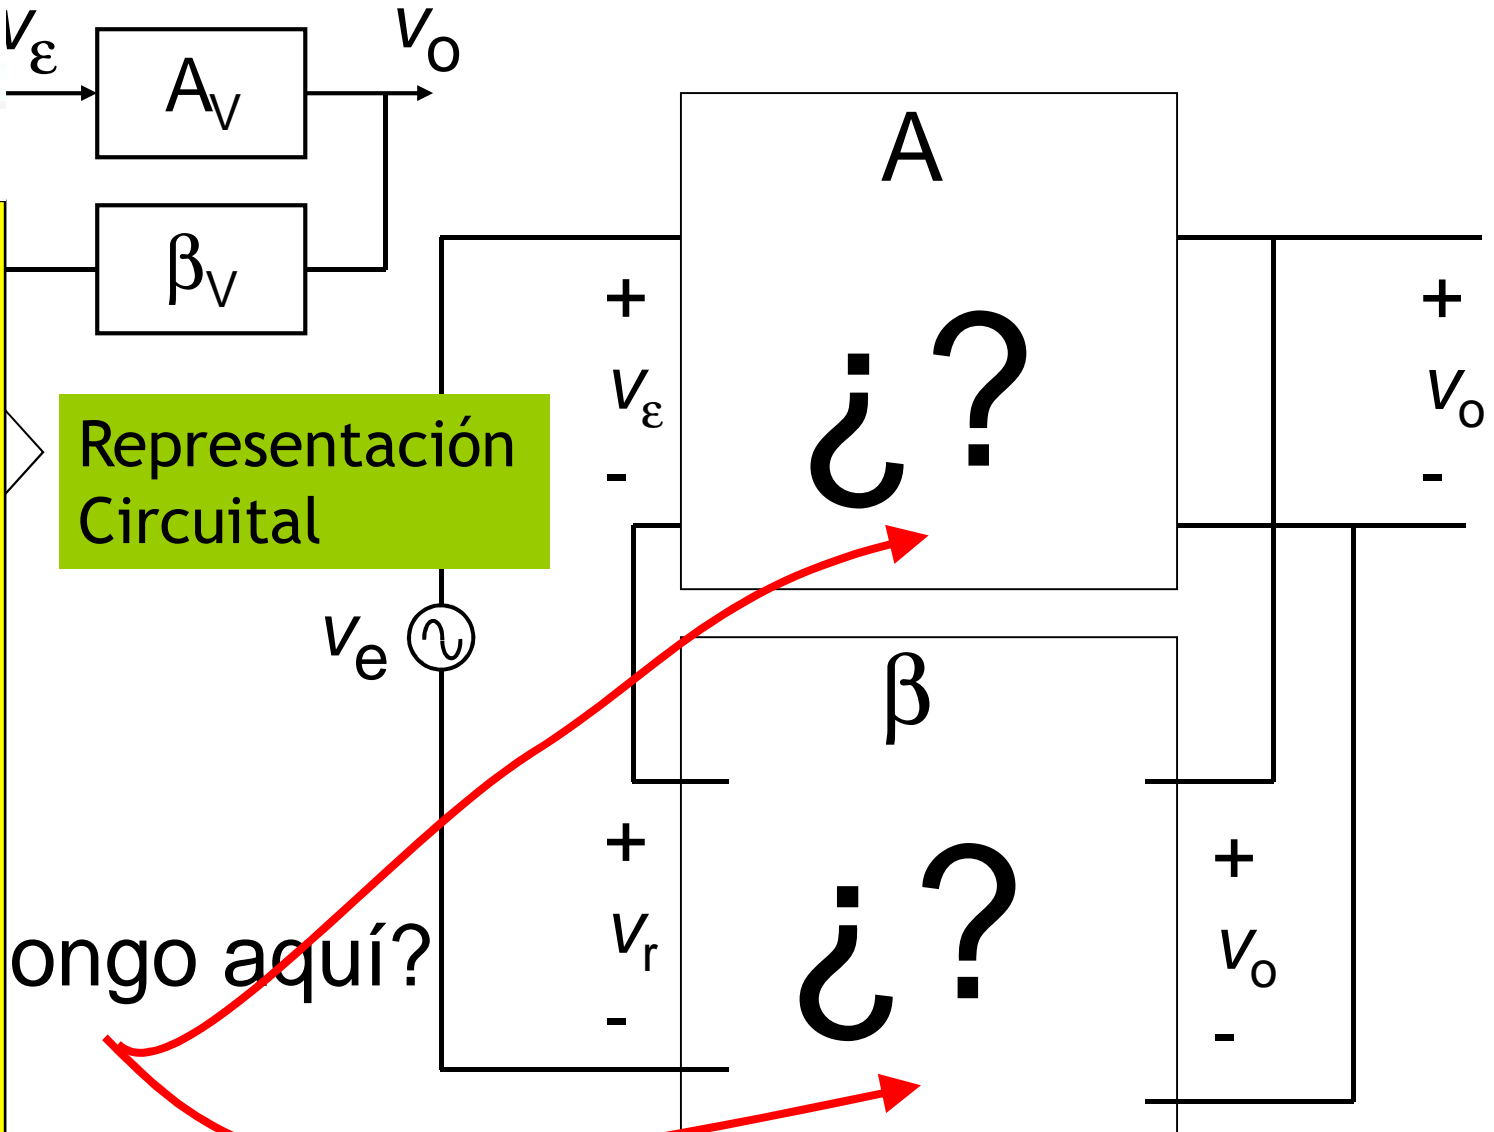 vε
AV
vo
βV
A
+
vε
-
¿?
+
vo
-
Representación
Circuital
ve
β
+
vr
-
¿?
+
vo
-
ongo aquí?